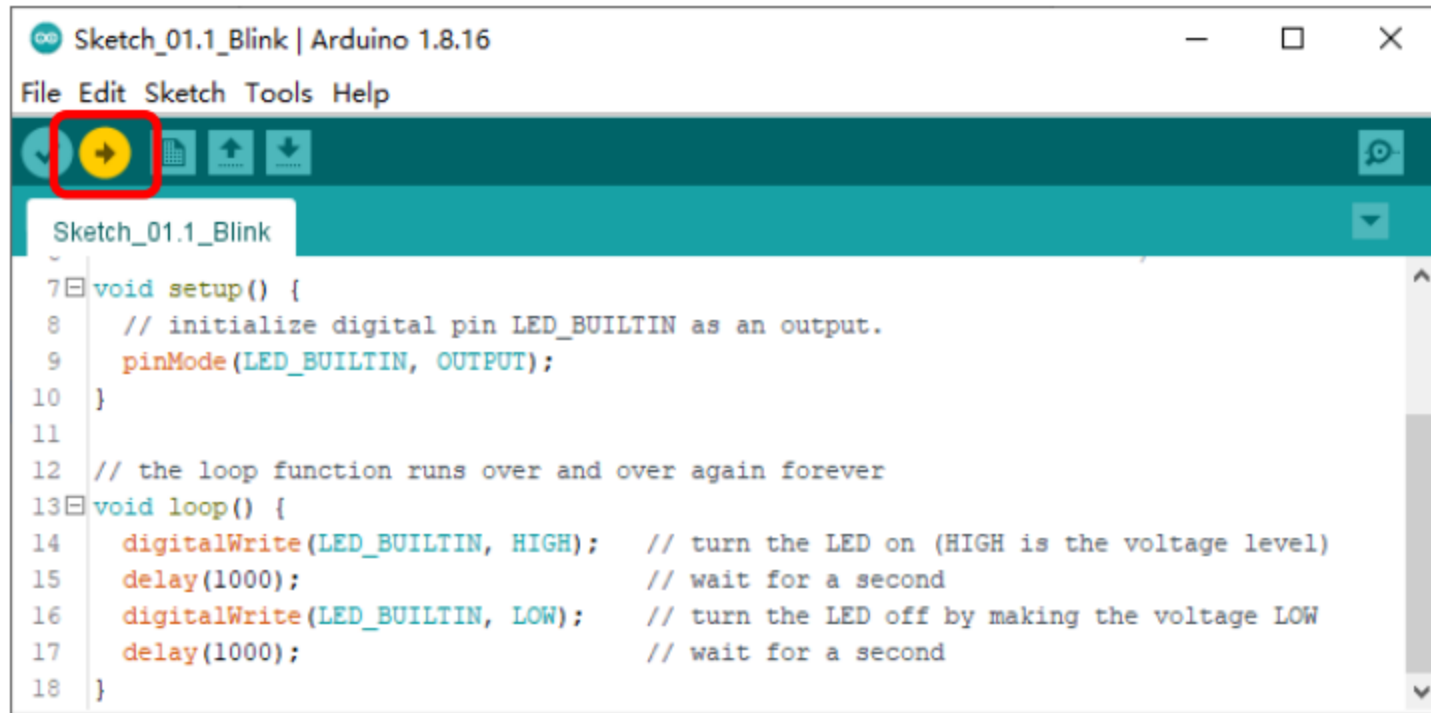 Sketch_01.1_Blink | Arduino 1.8.16
File Edit Sketch Tools Help
Sketch_01.1_Blink
7 void setup() {
8   // initialize digital pin LED_BUILTIN as an output.
9   pinMode(LED_BUILTIN, OUTPUT);
10 }
11
12 // the loop function runs over and over again forever
13 void loop() {
14   digitalWrite(LED_BUILTIN, HIGH);   // turn the LED on (HIGH is the voltage level)
15   delay(1000);                       // wait for a second
16   digitalWrite(LED_BUILTIN, LOW);    // turn the LED off by making the voltage LOW
17   delay(1000);                       // wait for a second
18 }